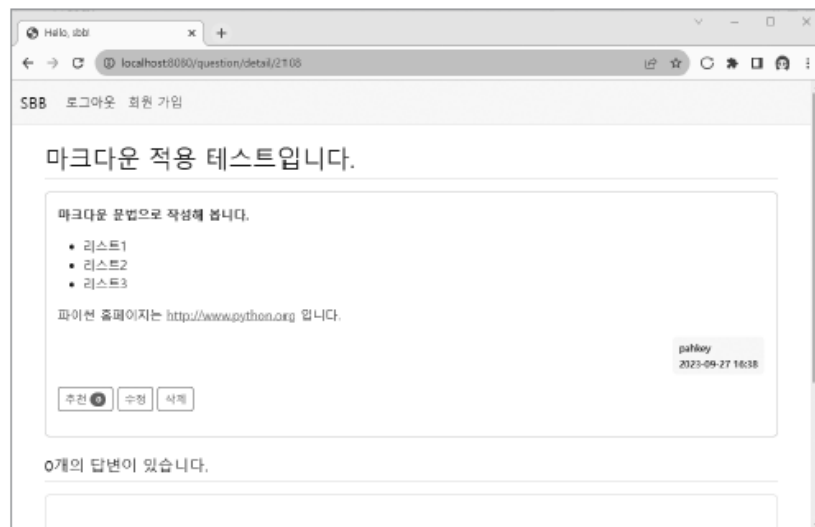 Hello, sbb!
localhost:8080/question/detail/2108
SBB 로그아웃 회원 가입
마크다운 적용 테스트입니다.
마크다운 문법으로 작성해 봅니다.
• 리스트1
• 리스트2
• 리스트3
파이썬 홈페이지는 http://www.python.org 입니다.
pahkey
2023-09-27 16:38
추천 0 수정 삭제
0개의 답변이 있습니다.